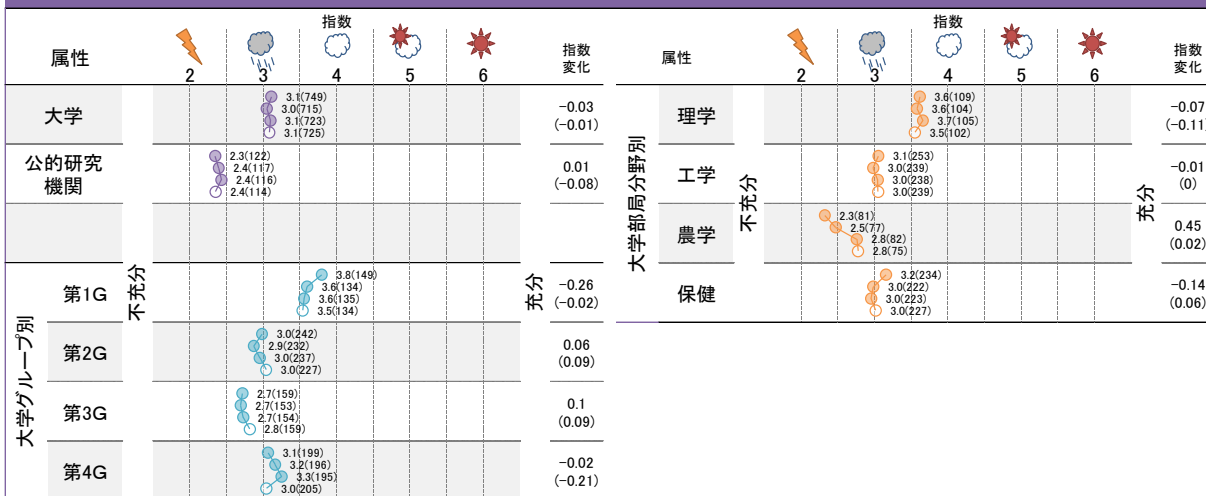 指数
属性
2 3 4 5 6
指数
変化
大学
3.1(749)
3.0(715)
3.1(723)
3.1(725)
-0.03
(-0.01)
公的研究
機関
2.3(122)
2.4(117)
2.4(116)
2.4(114)
0.01
(-0.08)
大学グループ別
不充分
充分
第1G
3.8(149)
3.6(134)
3.6(135)
3.5(134)
-0.26
(-0.02)
第2G
3.0(242)
2.9(232)
3.0(237)
3.0(227)
0.06
(0.09)
第3G
2.7(159)
2.7(153)
2.7(154)
2.8(159)
0.1
(0.09)
第4G
3.1(199)
3.2(196)
3.3(195)
3.0(205)
-0.02
(-0.21)
指数
属性
2 3 4 5 6
指数
変化
大学部局分野別
不充分
充分
理学
3.6(109)
3.6(104)
3.7(105)
3.5(102)
-0.07
(-0.11)
工学
3.1(253)
3.0(239)
3.0(238)
3.0(239)
-0.01
(0)
農学
2.3(81)
2.5(77)
2.8(82)
2.8(75)
0.45
(0.02)
保健
3.2(234)
3.0(222)
3.0(223)
3.0(227)
-0.14
(0.06)